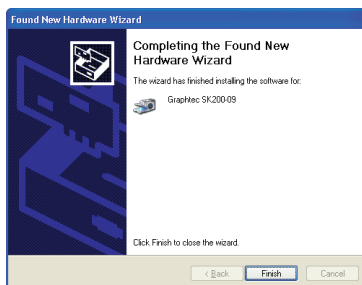 Found New Hardware Wizard
Completing the Found New
Hardware Wizard
The wizard has finished installing the software for:
Graphtec SK200-09
Click Finish to close the wizard.
< Back
Finish
Cancel